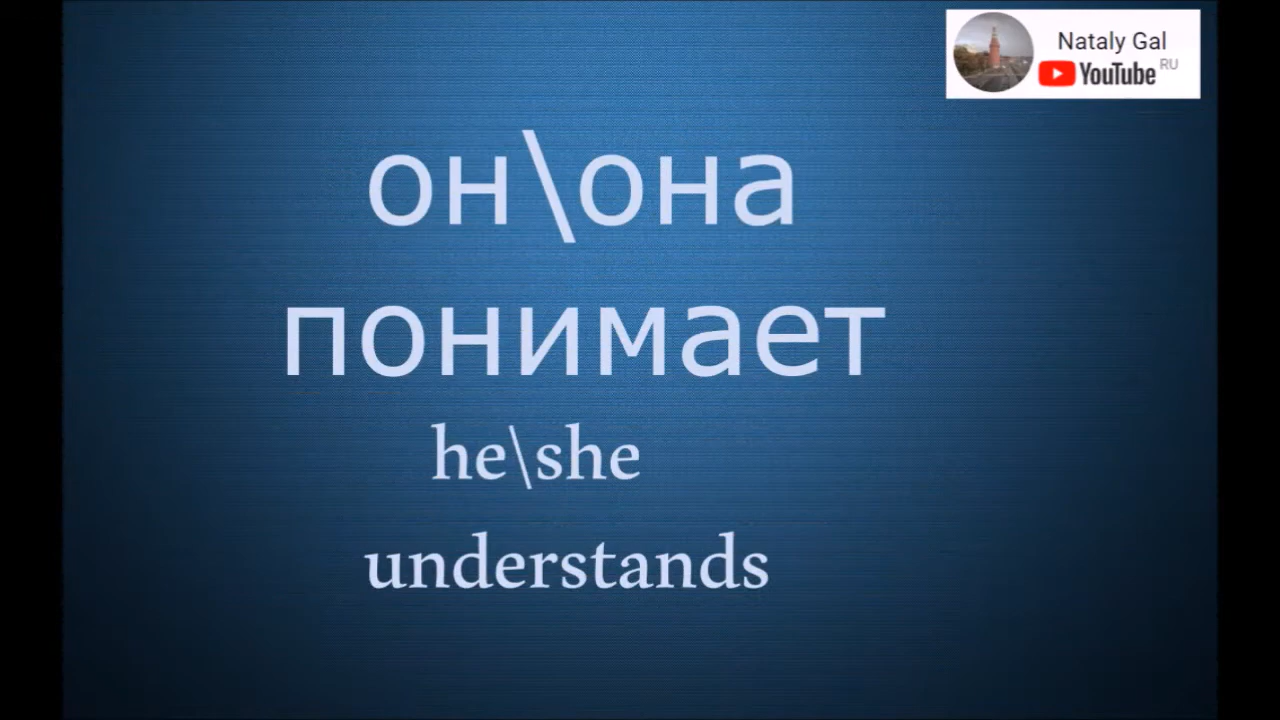 Nataly Gal
YouTube RU
он\она
понимает
he\she
understands